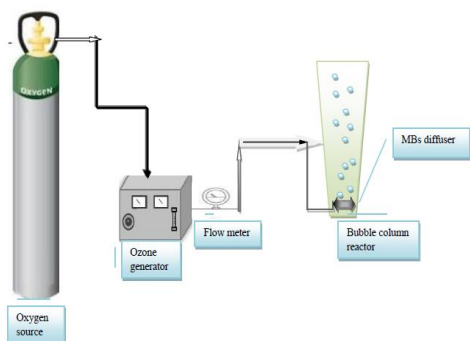 OXYGEN
MBs diffuser
Flow meter
Bubble column
reactor
Ozone
generator
Oxygen
source